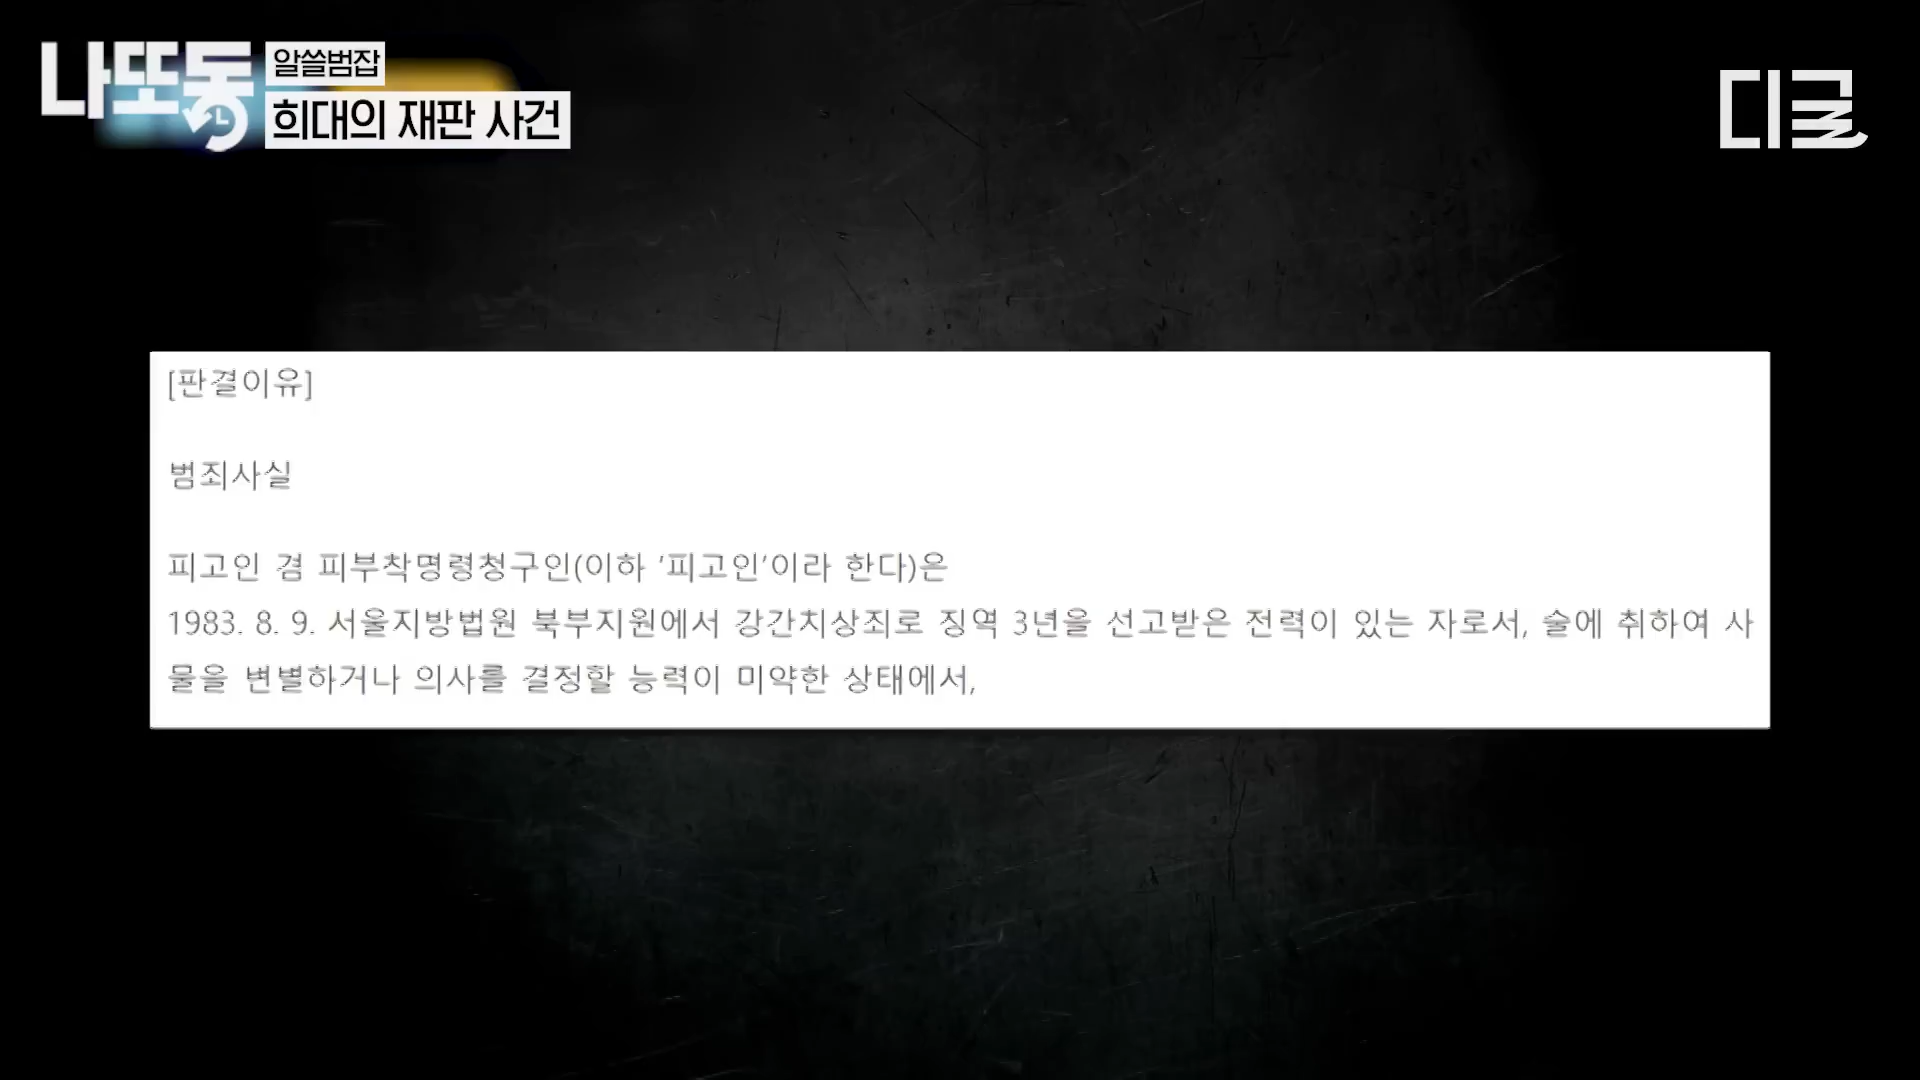 나또동
알쓸범잡
희대의 재판 사건
디글
[판결이유]
범죄사실
피고인 겸 피부착명령청구인(이하 '피고인'이라 한다)은
1983. 8. 9. 서울지방법원 북부지원에서 강간치상죄로 징역 3년을 선고받은 전력이 있는 자로서, 술에 취하여 사
물을 변별하거나 의사를 결정할 능력이 미약한 상태에서,